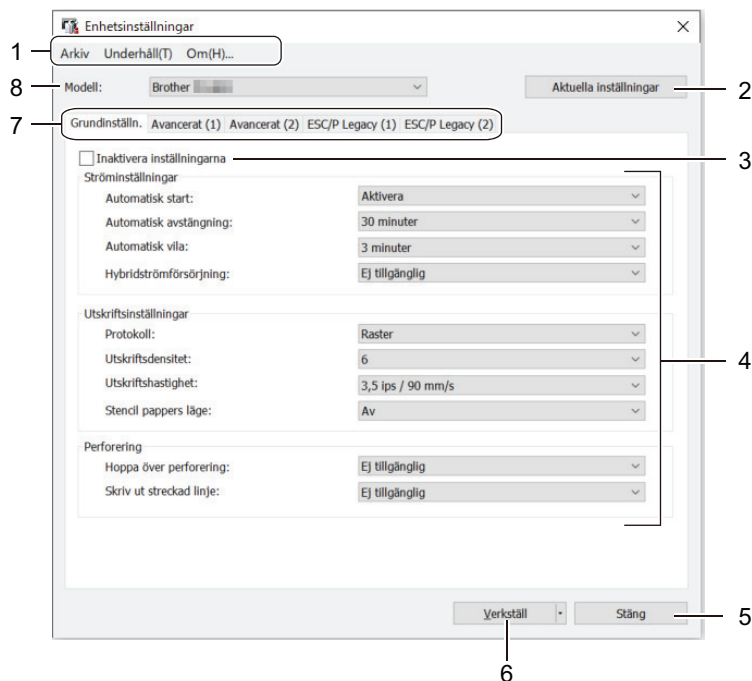 Enhetsinställningar
1
Arkiv Underhåll(T) Om(H)...
8
Modell: Brother
Aktuella inställningar
2
7
Grundinställn. Avancerat (1) Avancerat (2) ESC/P Legacy (1) ESC/P Legacy (2)
Inaktivera inställningarna
3
Ströminställningar
Automatisk start: Aktivera
Automatisk avstängning: 30 minuter
Automatisk vila: 3 minuter
Hybridströmförsörjning: Ej tillgänglig
Utskriftsinställningar
Protokoll: Raster
Utskriftsdensitet: 6
4
Utskriftshastighet: 3,5 ips / 90 mm/s
Stencil pappers läge: Av
Perforering
Hoppa över perforering: Ej tillgänglig
Skriv ut streckad linje: Ej tillgänglig
Verkställ
Stäng
5
6